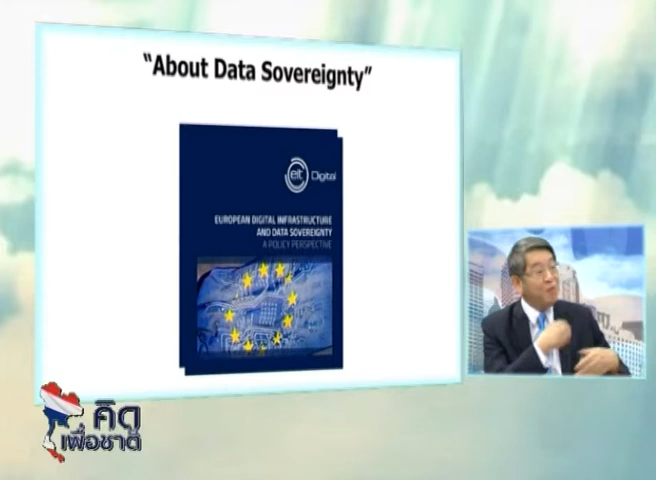 “About Data Sovereignty”
eit Digital
EUROPEAN DIGITAL INFRASTRUCTURE
AND DATA SOVEREIGNTY
A POLICY PERSPECTIVE
คิด
เพื่อชาติ